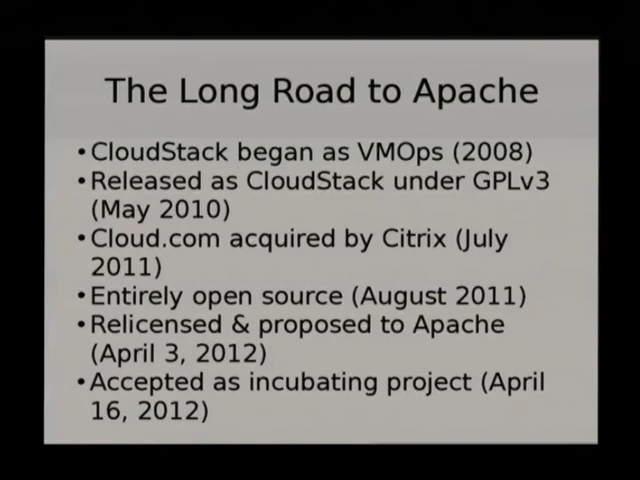 The Long Road to Apache
•CloudStack began as VMOps (2008)
•Released as CloudStack under GPLv3
(May 2010)
•Cloud.com acquired by Citrix (July
2011)
•Entirely open source (August 2011)
•Relicensed & proposed to Apache
(April 3, 2012)
•Accepted as incubating project (April
16, 2012)